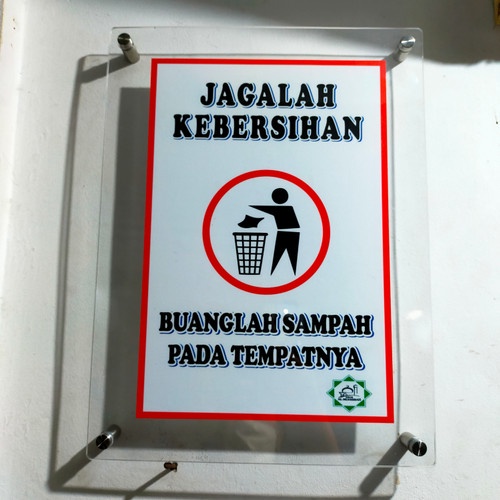 JAGALAH
KEBERSIHAN
BUANGLAH SAMPAH
PADA TEMPATNYA